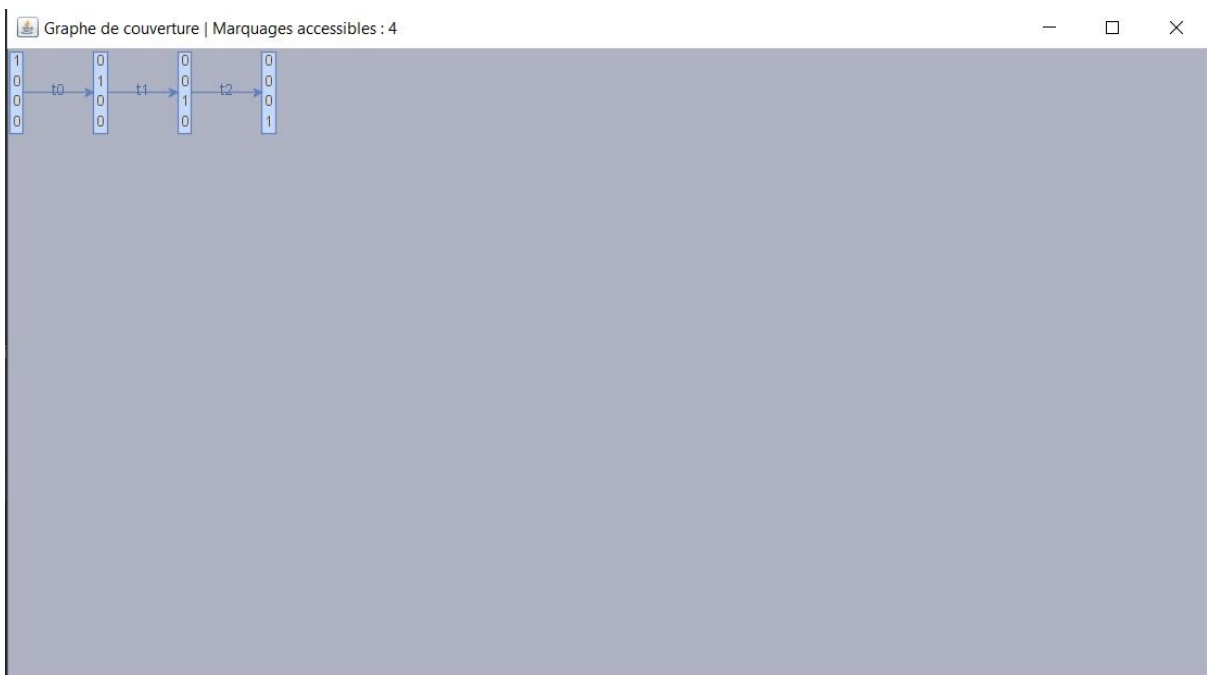 Graphe de couverture | Marquages accessibles : 4
1 0 0 0
0 1 0 0
t0 t1 t2
0 0 1 0
0 0 0 1